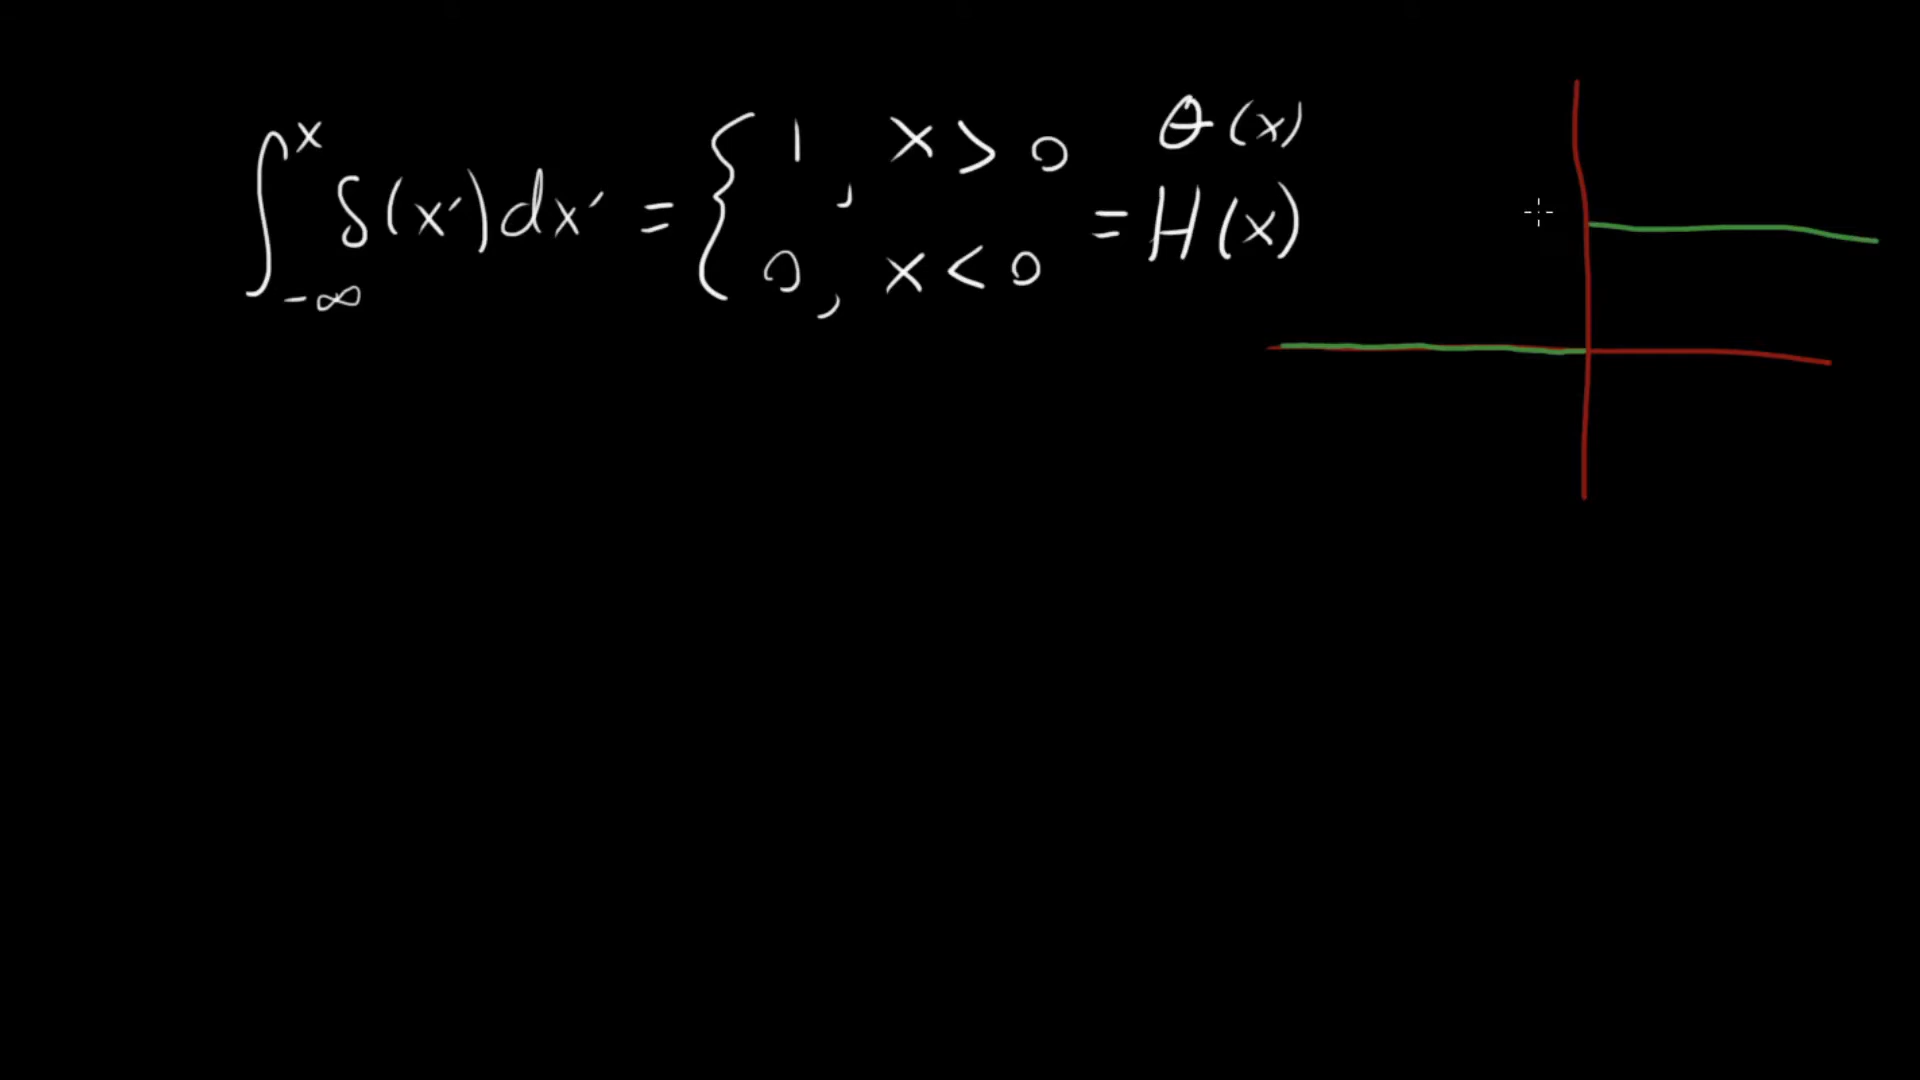 ∫_{-∞}^{x} δ(x′)dx′ = { 1, x > 0
0, x < 0
= H(x)
θ(x)